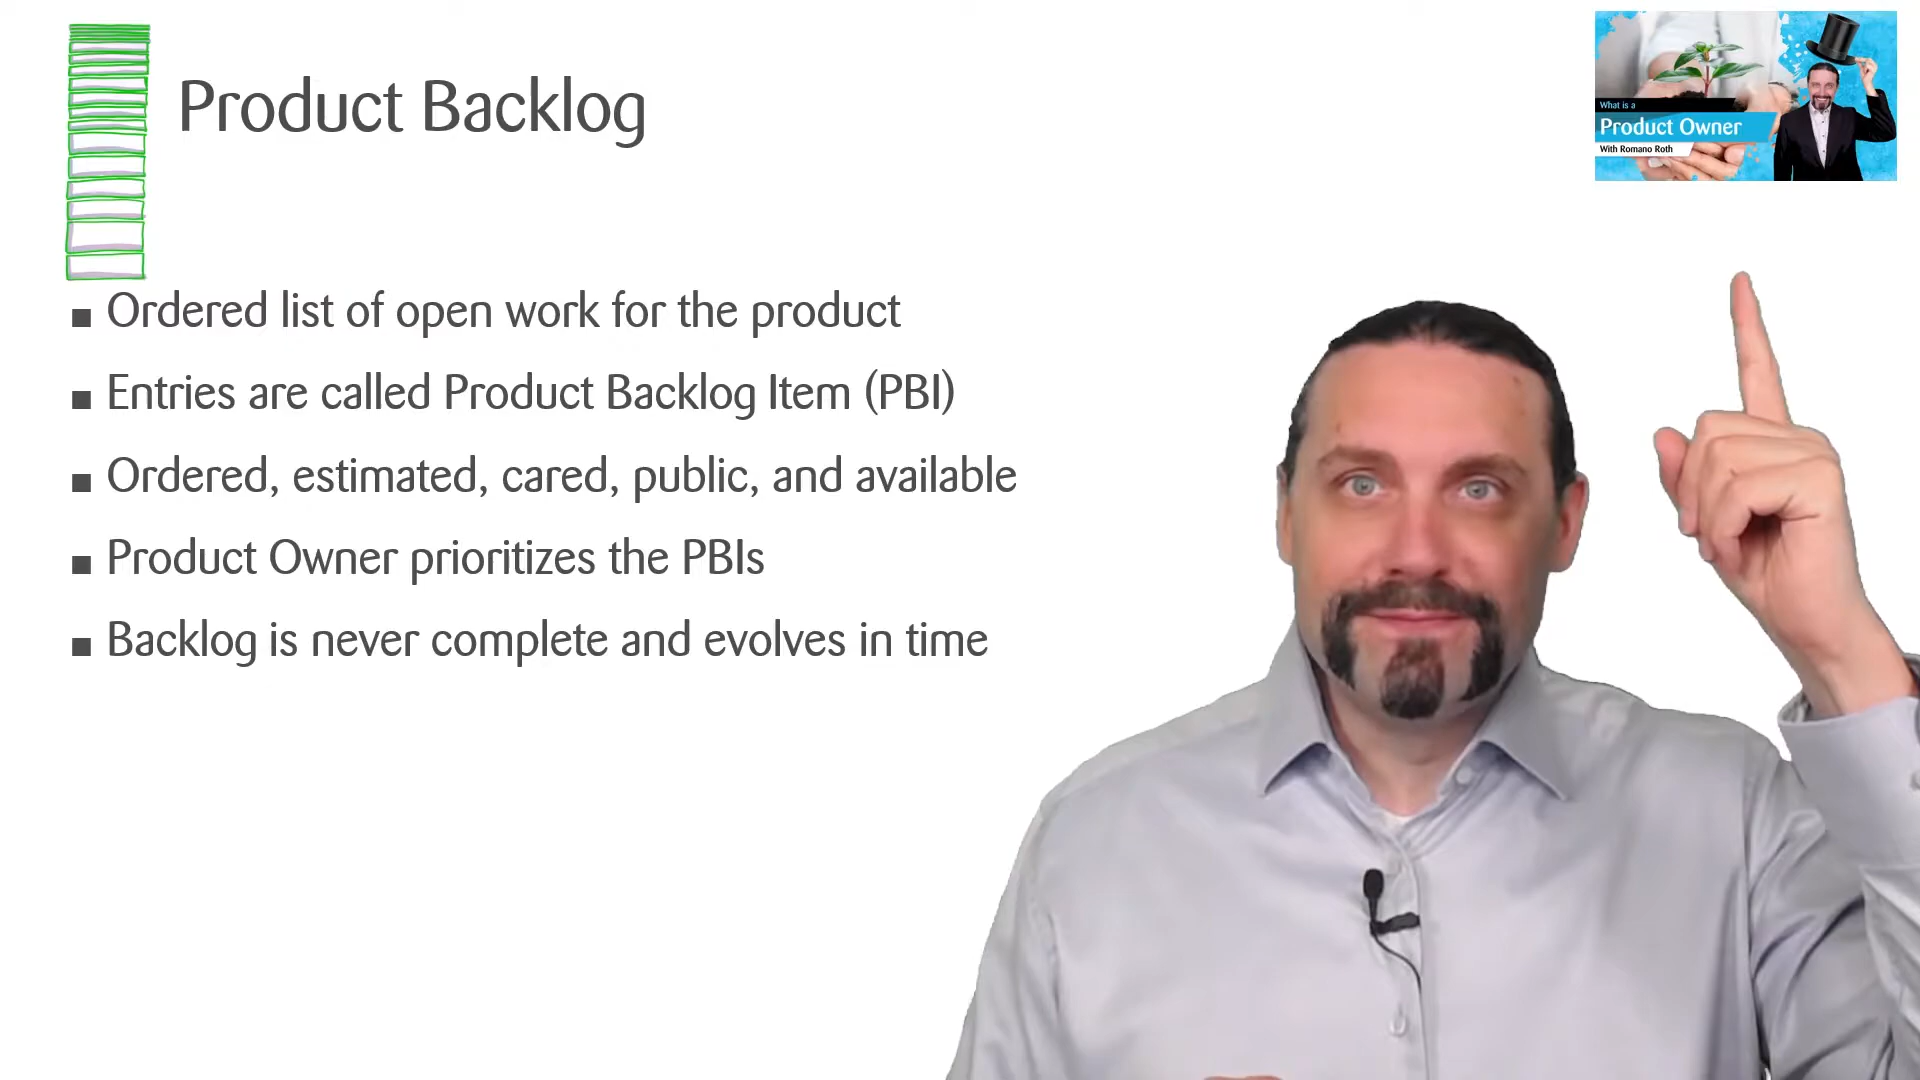 Product Backlog
What is a
Product Owner
With Romano Roth
Ordered list of open work for the product
Entries are called Product Backlog Item (PBI)
Ordered, estimated, cared, public, and available
Product Owner prioritizes the PBIs
Backlog is never complete and evolves in time